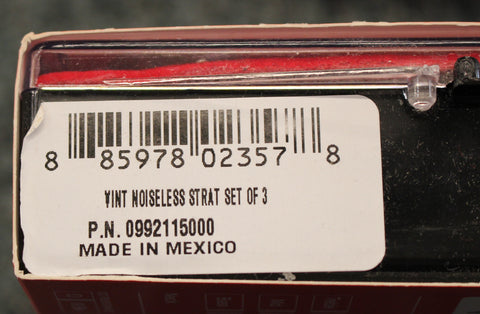 8 85978 02357 8
VINT NOISELESS STRAT SET OF 3
P.N. 0992115000
MADE IN MEXICO